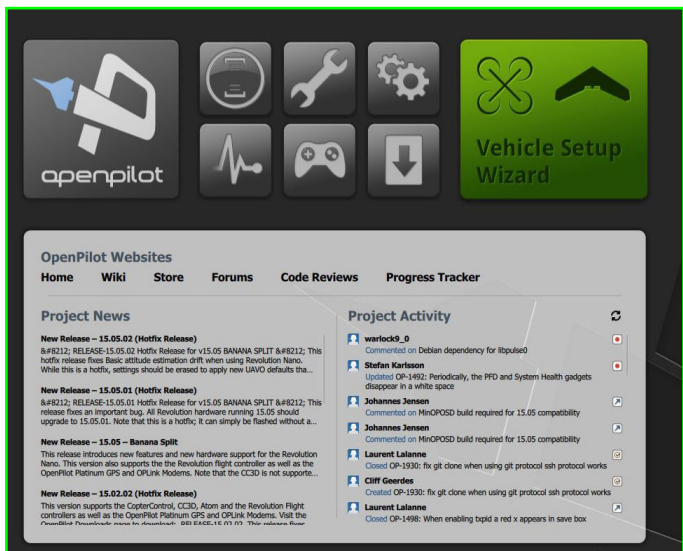 openpilot
Vehicle Setup
Wizard
OpenPilot Websites
Home Wiki Store Forums Code Reviews Progress Tracker
Project News
New Release – 15.05.02 (Hotfix Release)
&#8212; RELEASE-15.05.02 Hotfix Release for v15.05 BANANA SPLIT &#8212; This
hotfix release fixes Basic attitude estimation drift when using Revolution Nano.
While this is a hotfix, settings should be erased to apply new UAVO defaults tha...
New Release – 15.05.01 (Hotfix Release)
&#8212; RELEASE-15.05.01 Hotfix Release for v15.05 BANANA SPLIT &#8212; This
release fixes an important bug. All Revolution hardware running 15.05 should
upgrade to 15.05.01. Note that this is a hotfix; it can simply be flashed without a...
New Release – 15.05 – Banana Split
This release introduces new features and new hardware support for the Revolution
Nano. This version also supports the the Revolution flight controller as well as the
OpenPilot Platinum GPS and OPLink Modems. Note that the CC3D is not supporte...
New Release – 15.02.02 (Hotfix Release)
This version supports the CopterControl, CC3D, Atom and the Revolution Flight
controllers as well as the OpenPilot Platinum GPS and OPLink Modems. Visit the
OpenPilot Downloads page to download: RELEASE-15.02.02 This release fixes
Project Activity
warlock9_0
Commented on Debian dependency for libpulse0
Stefan Karlsson
Updated OP-1492: Periodically, the PFD and System Health gadgets
disappear in a white space
Johannes Jensen
Commented on MinOPOSD build required for 15.05 compatibility
Johannes Jensen
Commented on MinOPOSD build required for 15.05 compatibility
Laurent Lalanne
Closed OP-1930: fix git clone when using git protocol ssh protocol works
Cliff Geerdes
Created OP-1930: fix git clone when using git protocol ssh protocol works
Laurent Lalanne
Closed OP-1498: When enabling txpid a red x appears in save box